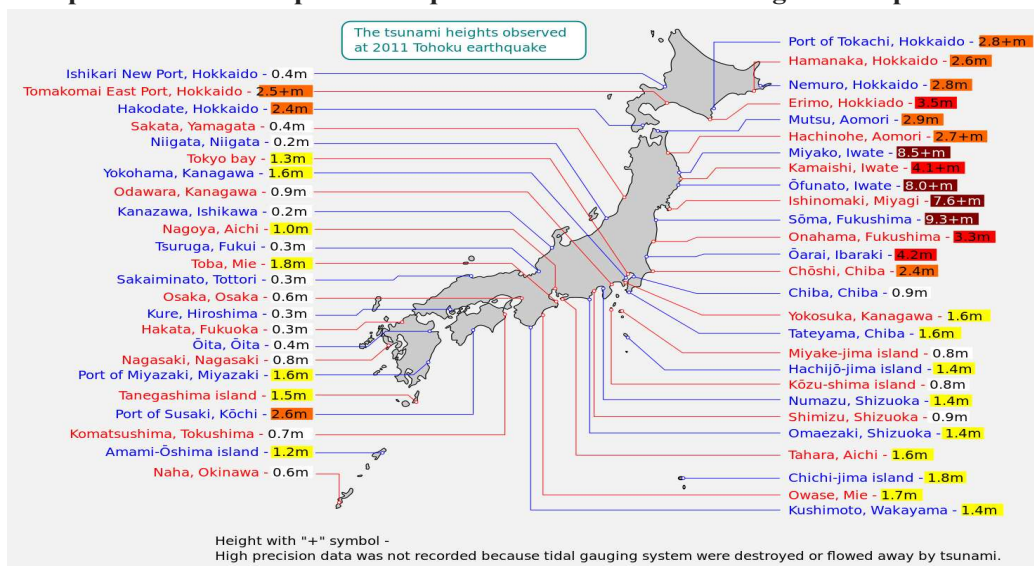 The tsunami heights observed
at 2011 Tohoku earthquake
Ishikari New Port, Hokkaido - 0.4m
Tomakomai East Port, Hokkaido - 2.5+m
Hakodate, Hokkaido - 2.4m
Sakata, Yamagata - 0.4m
Niigata, Niigata - 0.2m
Tokyo bay - 1.3m
Yokohama, Kanagawa - 1.6m
Odawara, Kanagawa - 0.9m
Kanazawa, Ishikawa - 0.2m
Nagoya, Aichi - 1.0m
Tsuruga, Fukui - 0.3m
Toba, Mie - 1.8m
Sakaiminato, Tottori - 0.3m
Osaka, Osaka - 0.6m
Kure, Hiroshima - 0.3m
Hakata, Fukuoka - 0.3m
Ōita, Ōita - 0.4m
Nagasaki, Nagasaki - 0.8m
Port of Miyazaki, Miyazaki - 1.6m
Tanegashima island - 1.5m
Port of Susaki, Kōchi - 2.6m
Komatsushima, Tokushima - 0.7m
Amami-Ōshima island - 1.2m
Naha, Okinawa - 0.6m
Port of Tokachi, Hokkaido - 2.8+m
Hamanaka, Hokkaido - 2.6m
Nemuro, Hokkaido - 2.8m
Erimo, Hokkiado - 3.5m
Mutsu, Aomori - 2.9m
Hachinohe, Aomori - 2.7+m
Miyako, Iwate - 8.5+m
Kamaishi, Iwate - 4.1+m
Ōfunato, Iwate - 8.0+m
Ishinomaki, Miyagi - 7.6+m
Sōma, Fukushima - 9.3+m
Onahama, Fukushima - 3.3m
Ōarai, Ibaraki - 4.2m
Chōshi, Chiba - 2.4m
Chiba, Chiba - 0.9m
Yokosuka, Kanagawa - 1.6m
Tateyama, Chiba - 1.6m
Miyake-jima island - 0.8m
Hachijō-jima island - 1.4m
Kōzu-shima island - 0.8m
Numazu, Shizuoka - 1.4m
Shimizu, Shizuoka - 0.9m
Omaezaki, Shizuoka - 1.4m
Tahara, Aichi - 1.6m
Chichi-jima island - 1.8m
Owase, Mie - 1.7m
Kushimoto, Wakayama - 1.4m
Height with "+" symbol -
High precision data was not recorded because tidal gauging system were destroyed or flowed away by tsunami.